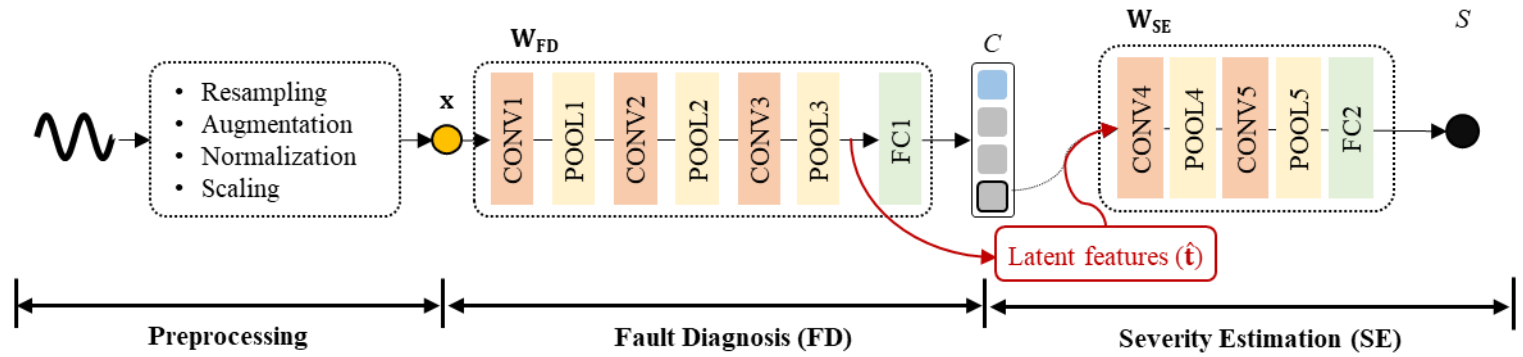 • Resampling
• Augmentation
• Normalization
• Scaling
x
W_FD
CONV1
POOL1
CONV2
POOL2
CONV3
POOL3
FC1
C
Latent features (t̂)
W_SE
CONV4
POOL4
CONV5
POOL5
FC2
S
Preprocessing
Fault Diagnosis (FD)
Severity Estimation (SE)